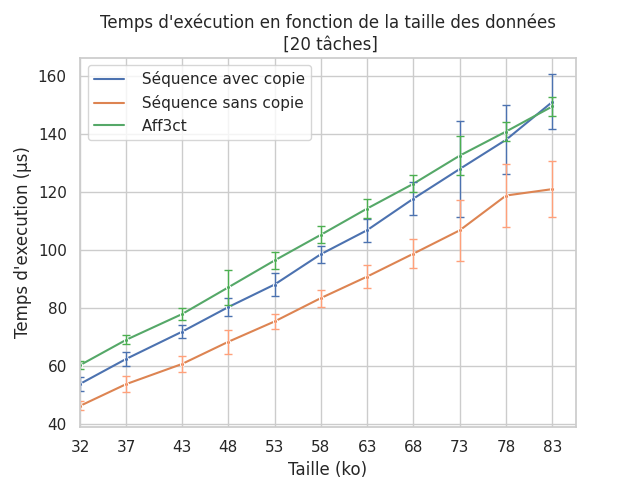 Temps d'exécution en fonction de la taille des données
[20 tâches]
Séquence avec copie
Séquence sans copie
Aff3ct
Temps d'execution (µs)
160
140
120
100
80
60
40
32 37 43 48 53 58 63 68 73 78 83
Taille (ko)